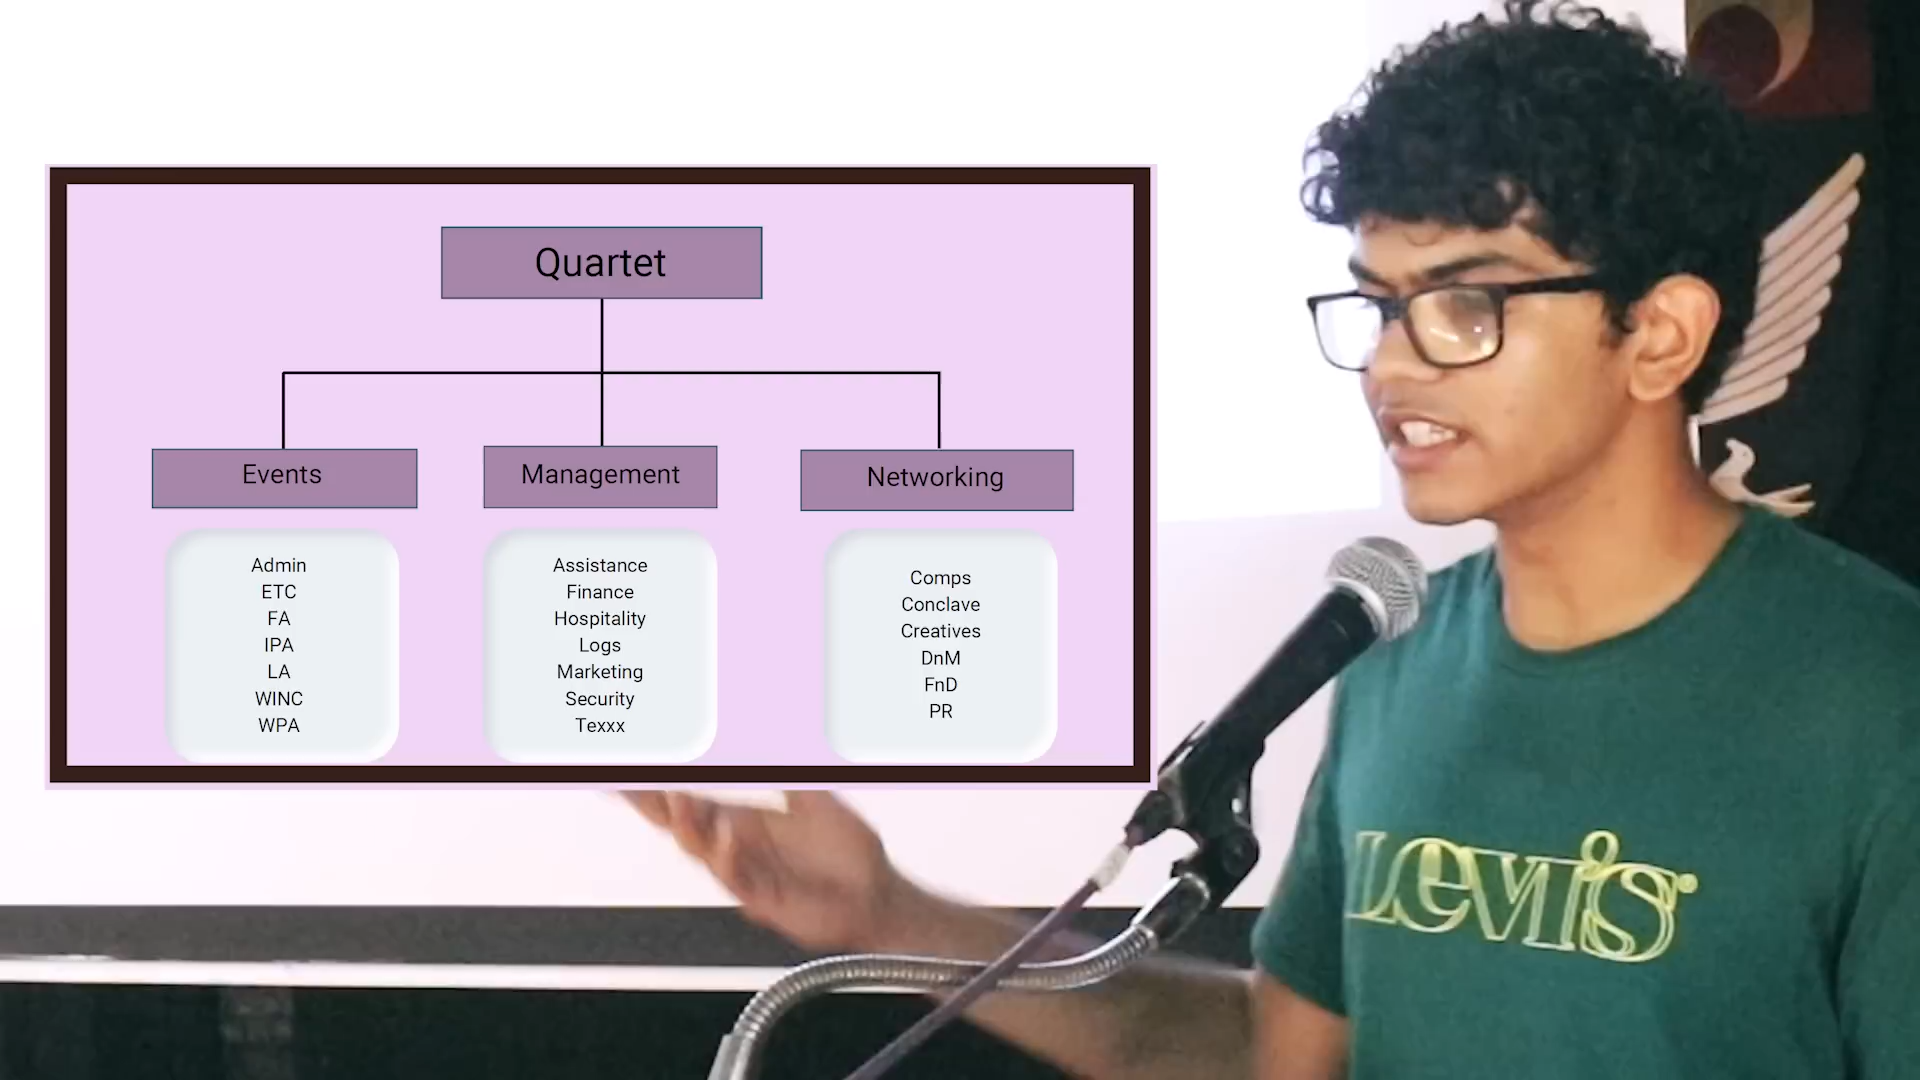 Quartet
Events
Management
Networking
Admin
ETC
FA
IPA
LA
WINC
WPA
Assistance
Finance
Hospitality
Logs
Marketing
Security
Texxx
Comps
Conclave
Creatives
DnM
FnD
PR
Levi's